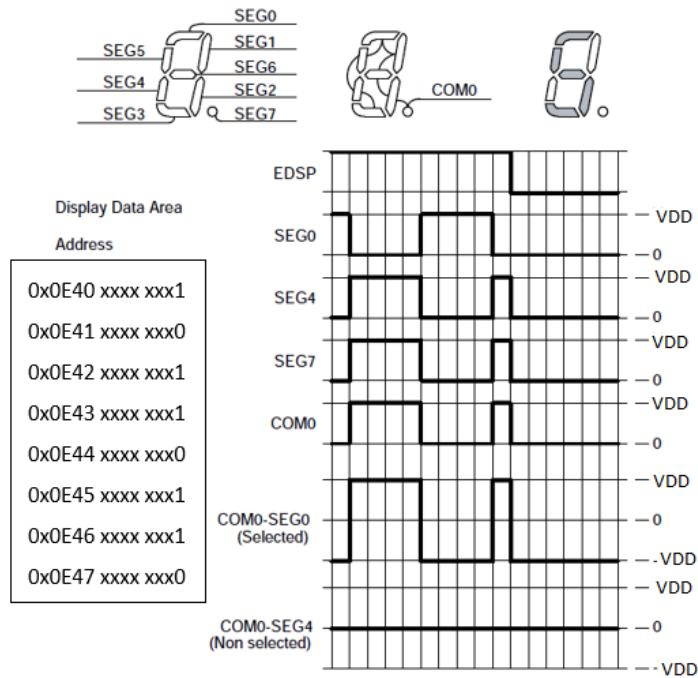 SEG0
SEG5
SEG1
SEG6
SEG4
SEG2
COM0
SEG3
SEG7
EDSP
Display Data Area
Address
0x0E40 xxxx xxx1
0x0E41 xxxx xxx0
0x0E42 xxxx xxx1
0x0E43 xxxx xxx1
0x0E44 xxxx xxx0
0x0E45 xxxx xxx1
0x0E46 xxxx xxx1
0x0E47 xxxx xxx0
SEG0
VDD
0
SEG4
VDD
0
SEG7
VDD
0
COM0
VDD
0
COM0-SEG0
(Selected)
VDD
0
- VDD
COM0-SEG4
(Non selected)
VDD
0
- VDD